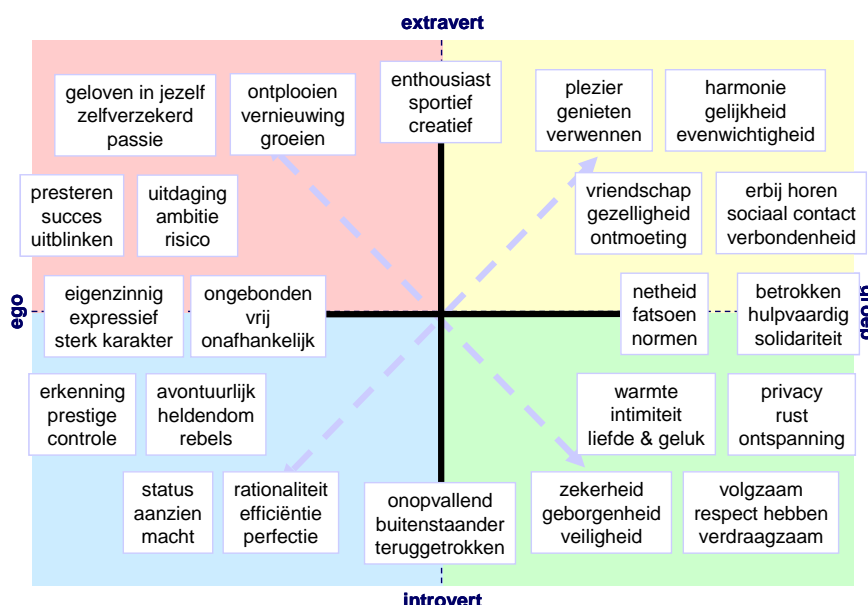 extravert
geloven in jezelf
zelfverzekerd
passie
ontplooien
vernieuwing
groeien
enthousiast
sportief
creatief
plezier
genieten
verwennen
harmonie
gelijkheid
evenwichtigheid
presteren
succes
uitblinken
uitdaging
ambitie
risico
vriendschap
gezelligheid
ontmoeting
erbij horen
sociaal contact
verbondenheid
ego
eigenzinnig
expressief
sterk karakter
ongebonden
vrij
onafhankelijk
netheid
fatsoen
normen
betrokken
hulpvaardig
solidariteit
groep
erkenning
prestige
controle
avontuurlijk
heldendom
rebels
warmte
intimiteit
liefde & geluk
privacy
rust
ontspanning
status
aanzien
macht
rationaliteit
efficiëntie
perfectie
onopvallend
buitenstaander
teruggetrokken
zekerheid
geborgenheid
veiligheid
volgzaam
respect hebben
verdraagzaam
introvert